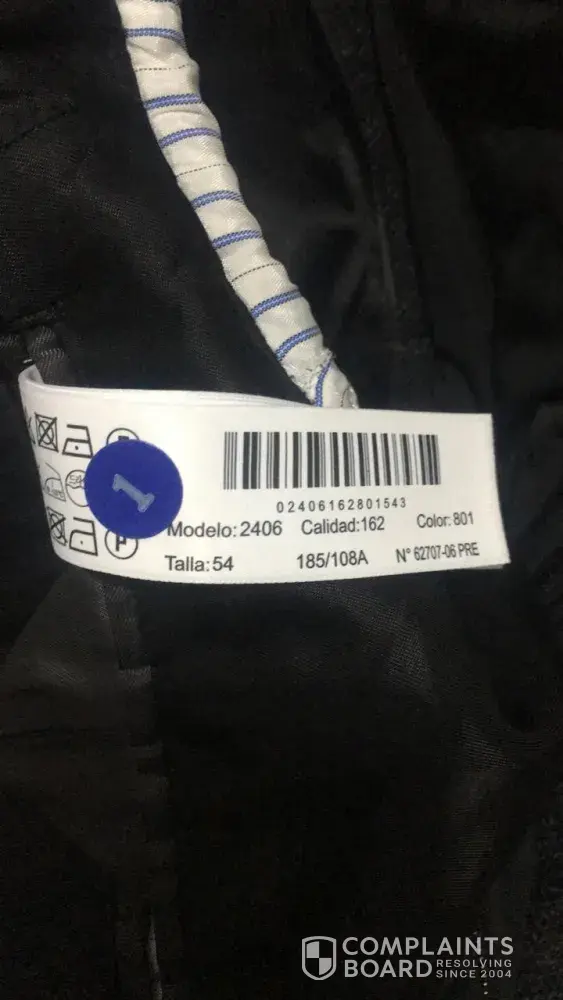 02406162801543
Modelo: 2406 Calidad: 162 Color: 801
Talla: 54 185/108A N° 62707-06 PRE
1
COMPLAINTS
BOARD RESOLVING
SINCE 2004